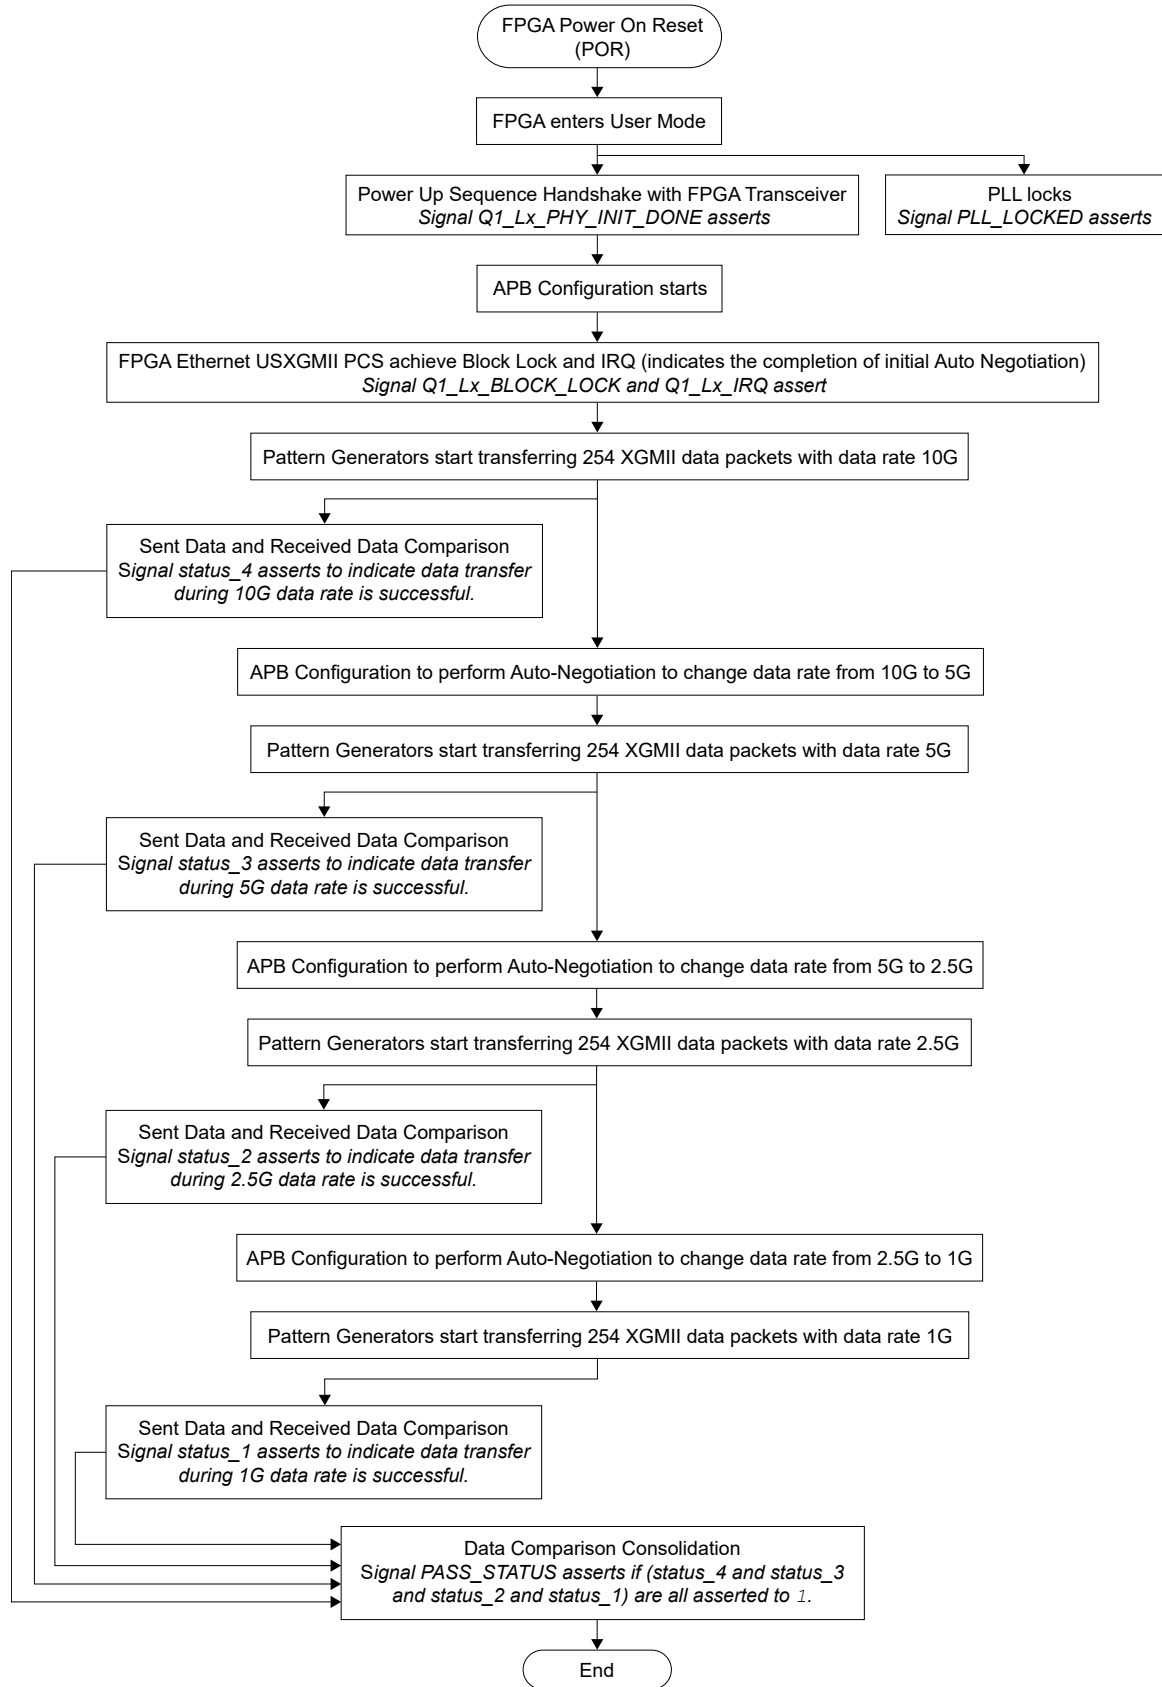 FPGA Power On Reset
(POR)
FPGA enters User Mode
Power Up Sequence Handshake with FPGA Transceiver
Signal Q1_Lx_PHY_INIT_DONE asserts
PLL locks
Signal PLL_LOCKED asserts
APB Configuration starts
FPGA Ethernet USXGMII PCS achieve Block Lock and IRQ (indicates the completion of initial Auto Negotiation)
Signal Q1_Lx_BLOCK_LOCK and Q1_Lx_IRQ assert
Pattern Generators start transferring 254 XGMII data packets with data rate 10G
Sent Data and Received Data Comparison
Signal status_4 asserts to indicate data transfer
during 10G data rate is successful.
APB Configuration to perform Auto-Negotiation to change data rate from 10G to 5G
Pattern Generators start transferring 254 XGMII data packets with data rate 5G
Sent Data and Received Data Comparison
Signal status_3 asserts to indicate data transfer
during 5G data rate is successful.
APB Configuration to perform Auto-Negotiation to change data rate from 5G to 2.5G
Pattern Generators start transferring 254 XGMII data packets with data rate 2.5G
Sent Data and Received Data Comparison
Signal status_2 asserts to indicate data transfer
during 2.5G data rate is successful.
APB Configuration to perform Auto-Negotiation to change data rate from 2.5G to 1G
Pattern Generators start transferring 254 XGMII data packets with data rate 1G
Sent Data and Received Data Comparison
Signal status_1 asserts to indicate data transfer
during 1G data rate is successful.
Data Comparison Consolidation
Signal PASS_STATUS asserts if (status_4 and status_3
and status_2 and status_1) are all asserted to 1.
End